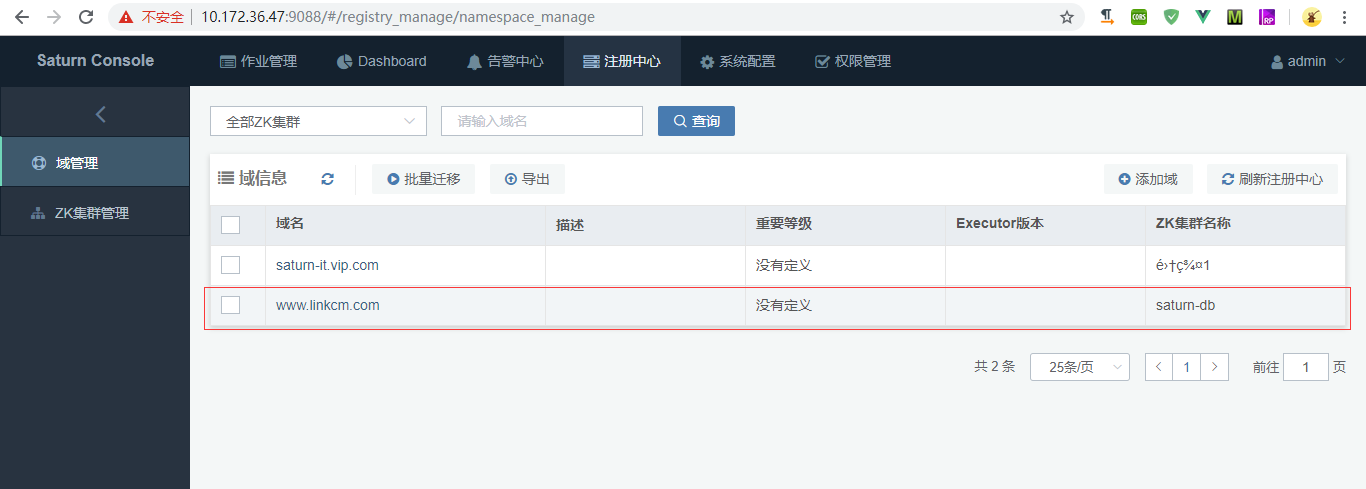 不安全 10.172.36.47:9088/#/registry_manage/namespace_manage
CORS M RP
Saturn Console 作业管理 Dashboard 告警中心 注册中心 系统配置 权限管理 admin
全部ZK集群 请输入域名 查询
域管理
域信息 批量迁移 导出 添加域 刷新注册中心
ZK集群管理
域名 描述 重要等级 Executor版本 ZK集群名称
saturn-it.vip.com 没有定义 é›†ç¾¤1
www.linkcm.com 没有定义 saturn-db
共 2 条 25条/页 1 前往 1 页